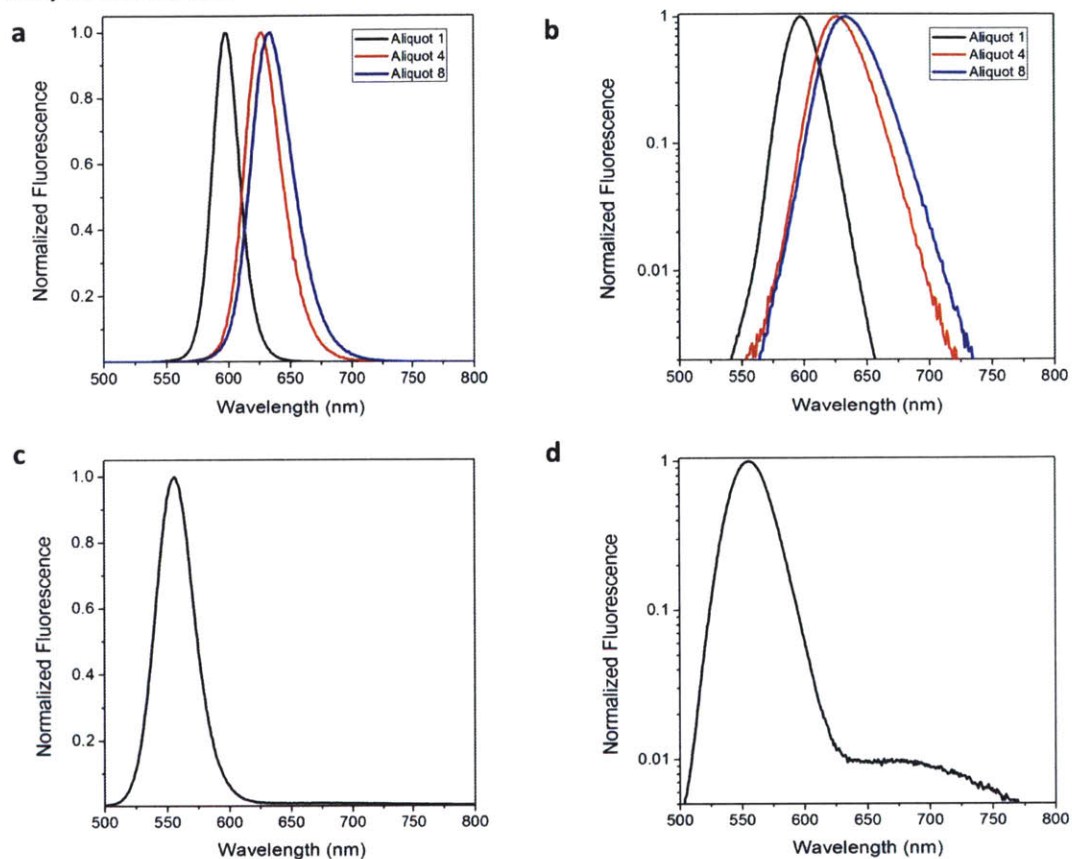 a
1.0
0.8
0.6
0.4
0.2
Normalized Fluorescence
500 550 600 650 700 750 800
Wavelength (nm)
Aliquot 1
Aliquot 4
Aliquot 8
b
1
0.1
0.01
Normalized Fluorescence
500 550 600 650 700 750 800
Wavelength (nm)
Aliquot 1
Aliquot 4
Aliquot 8
c
1.0
0.8
0.6
0.4
0.2
Normalized Fluorescence
500 550 600 650 700 750 800
Wavelength (nm)
d
1
0.1
0.01
Normalized Fluorescence
500 550 600 650 700 750 800
Wavelength (nm)